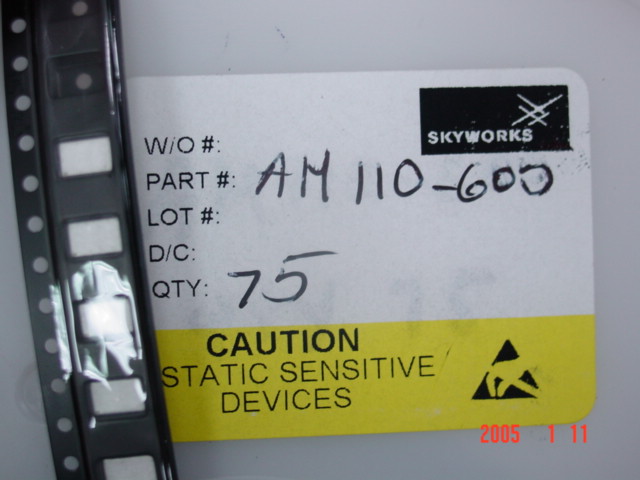 SKYWORKS
W/O #:
PART #: AM 110-600
LOT #:
D/C:
QTY: 75
CAUTION
STATIC SENSITIVE
DEVICES
2005 1 11